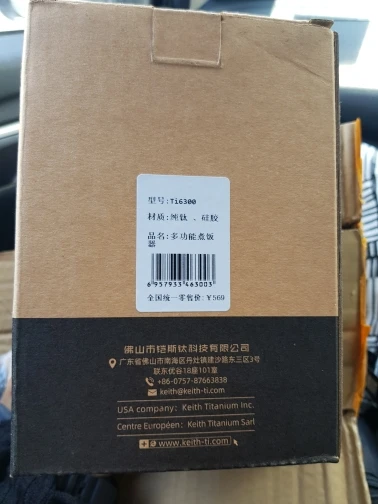 型号:Ti6300
材质:纯钛 、硅胶
品名:多功能煮饭
器
6 957933 463003
全国统一零售价:￥569
佛山市铠斯钛科技有限公司
广东省佛山市南海区丹灶镇建沙路东三区3号
联东优谷18座101室
+86-0757-87663838
keith@keith-ti.com
USA company: Keith Titanium Inc.
Centre Européen: Keith Titanium Sarl
www.keith-ti.com